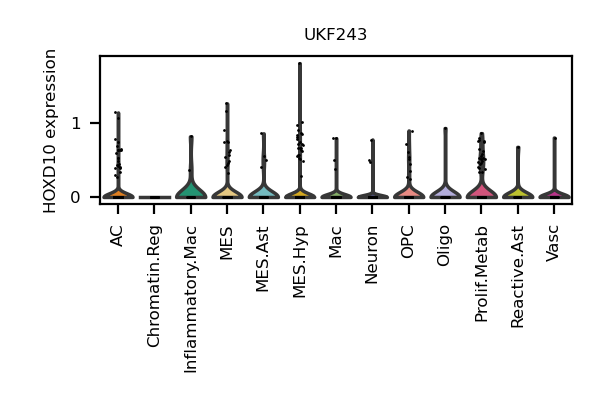 UKF243
HOXD10 expression
1
0
AC
Chromatin.Reg
Inflammatory.Mac
MES
MES.Ast
MES.Hyp
Mac
Neuron
OPC
Oligo
Prolif.Metab
Reactive.Ast
Vasc